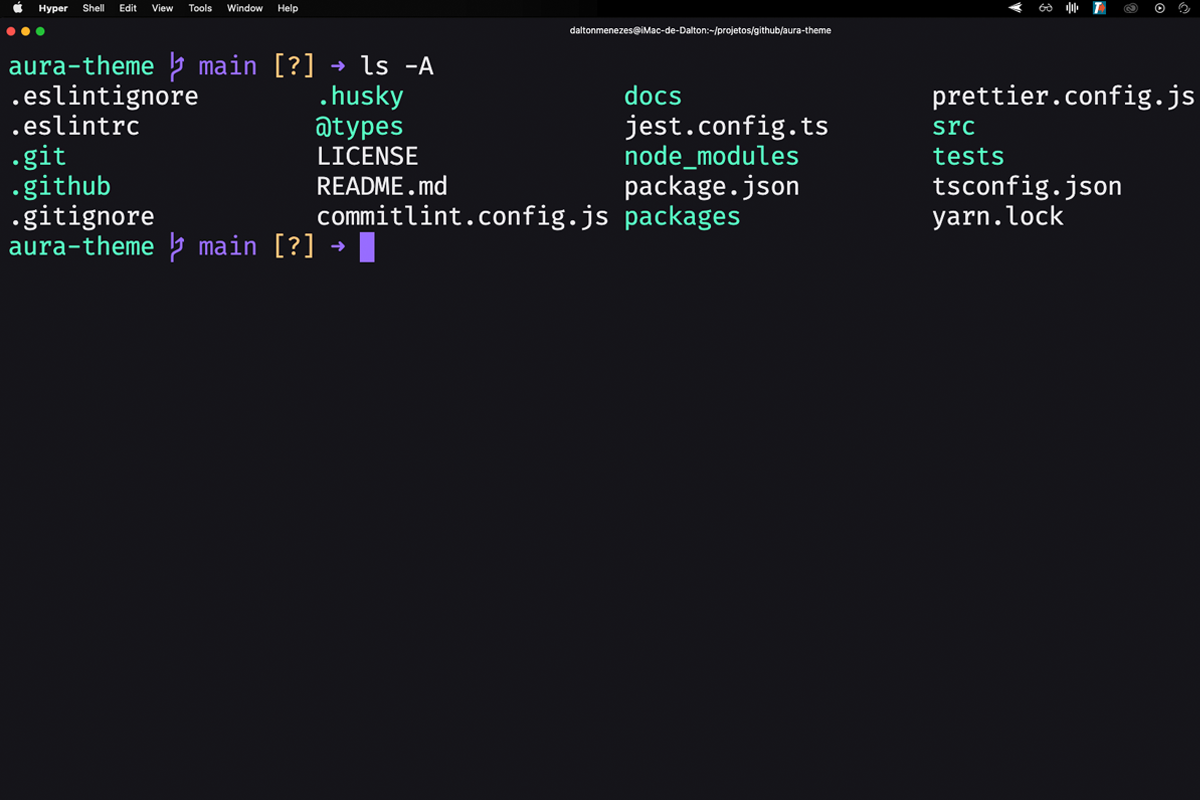 Hyper Shell Edit View Tools Window Help
daltonmenezes@iMac-de-Dalton:~/projetos/github/aura-theme
aura-theme main [?] ➜ ls -A
.eslintignore .husky docs prettier.config.js
.eslintrc @types jest.config.ts src
.git LICENSE node_modules tests
.github README.md package.json tsconfig.json
.gitignore commitlint.config.js packages yarn.lock
aura-theme main [?] ➜